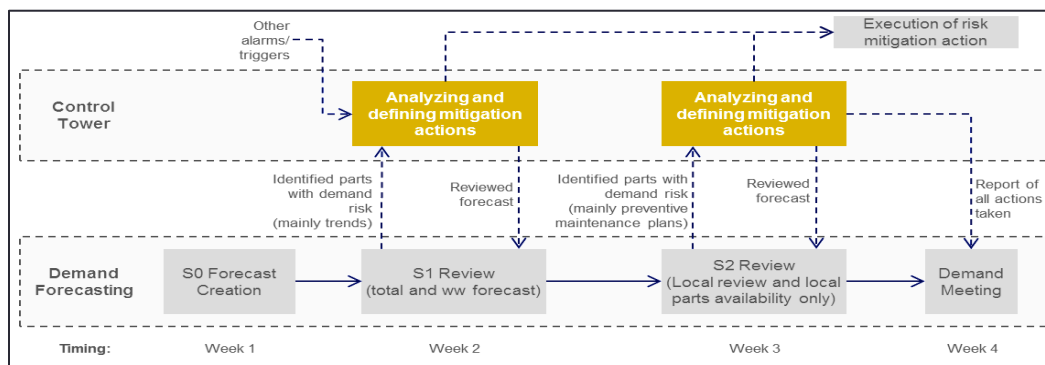 Other
alarms/
triggers
Execution of risk
mitigation action
Control
Tower
Analyzing and
defining mitigation
actions
Analyzing and
defining mitigation
actions
Identified parts
with demand
risk
(mainly trends)
Reviewed
forecast
Identified parts with
demand risk
(mainly preventive
maintenance plans)
Reviewed
forecast
Report of
all actions
taken
Demand
Forecasting
S0 Forecast
Creation
S1 Review
(total and ww forecast)
S2 Review
(Local review and local
parts availability only)
Demand
Meeting
Timing:
Week 1
Week 2
Week 3
Week 4